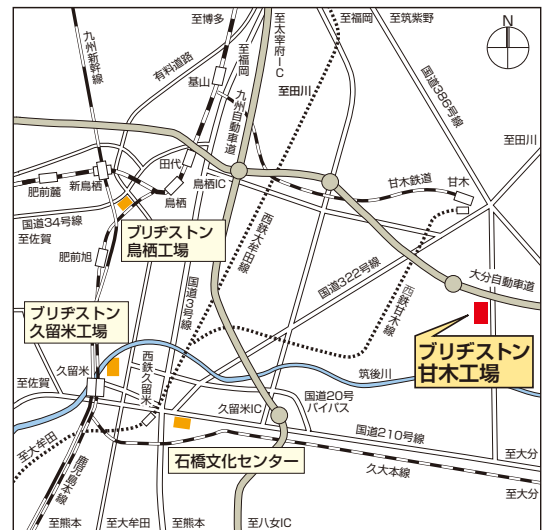 至博多
至福岡
至太宰府IC
至福岡
至筑紫野
N
九州新幹線
有料道路
基山
至田川
国道386号線
九州自動車道
至田川
田代
鳥栖IC
甘木鉄道
甘木
新鳥栖
肥前麓
鳥栖
国道34号線
至佐賀
ブリヂストン
鳥栖工場
西鉄大牟田線
国道322号線
肥前旭
国道3号線
大分自動車道
西鉄甘木線
ブリヂストン
久留米工場
ブリヂストン
甘木工場
西鉄久留米
久留米
筑後川
至佐賀
国道20号
バイパス
久留米IC
国道210号線
至大牟田
石橋文化センター
久大本線
至大分
鹿児島本線
至大分
至熊本
至大牟田
至熊本
至八女IC